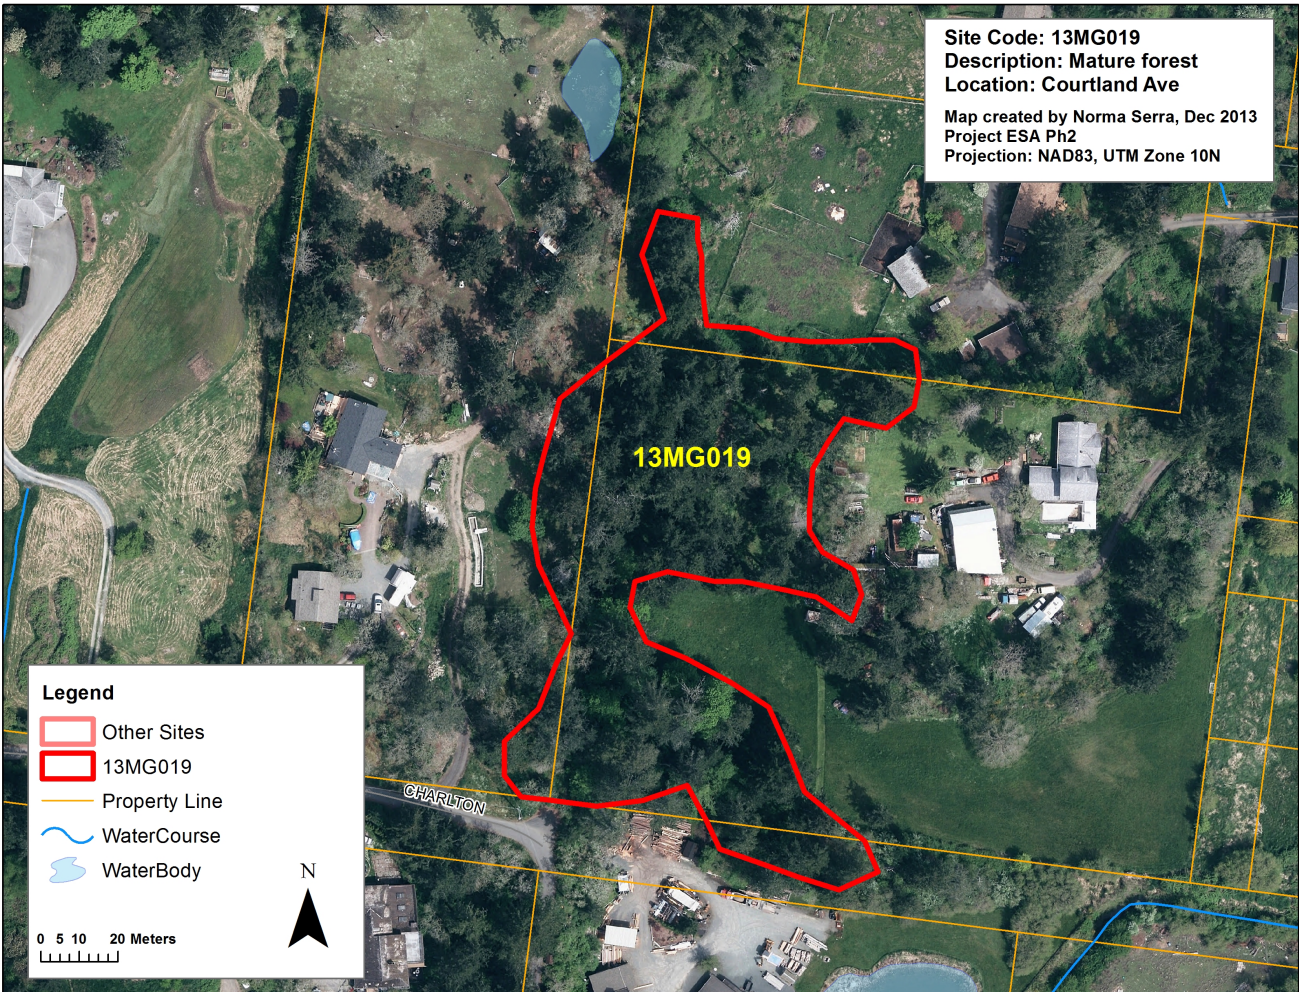 Site Code: 13MG019
Description: Mature forest
Location: Courtland Ave
Map created by Norma Serra, Dec 2013
Project ESA Ph2
Projection: NAD83, UTM Zone 10N
13MG019
CHARLTON
Legend
Other Sites
13MG019
Property Line
WaterCourse
WaterBody
N
0 5 10 20 Meters